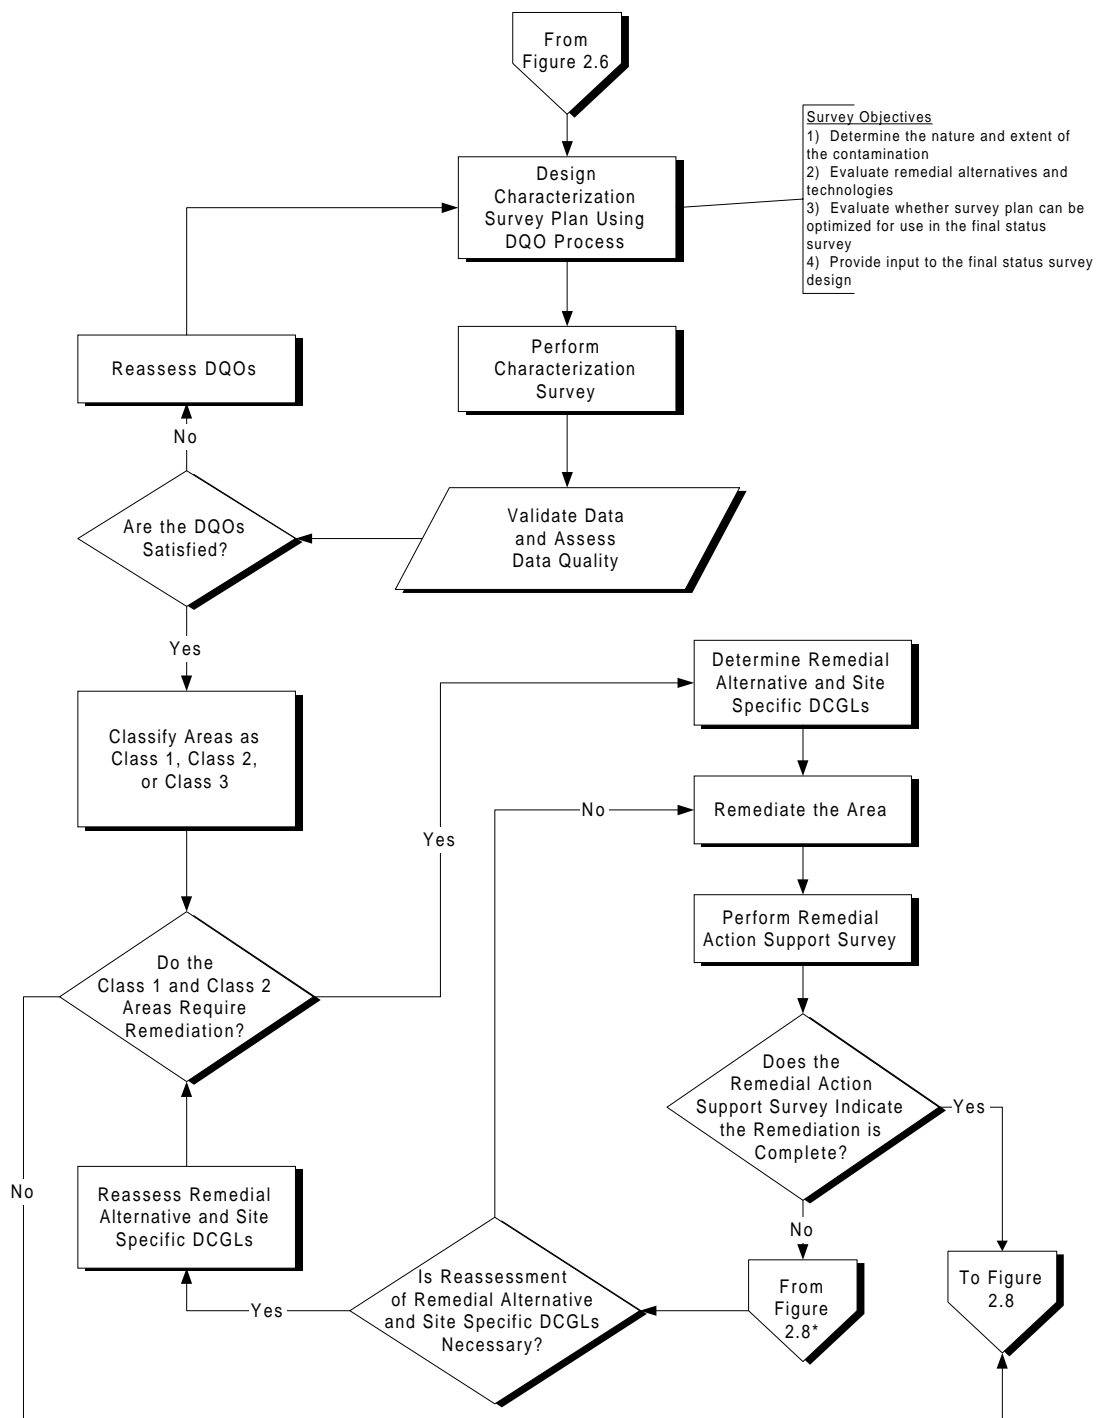 From
Figure 2.6
Survey Objectives
1) Determine the nature and extent of
the contamination
2) Evaluate remedial alternatives and
technologies
3) Evaluate whether survey plan can be
optimized for use in the final status
survey
4) Provide input to the final status survey
design
Design
Characterization
Survey Plan Using
DQO Process
Perform
Characterization
Survey
Reassess DQOs
No
Are the DQOs
Satisfied?
Validate Data
and Assess
Data Quality
Yes
Classify Areas as
Class 1, Class 2,
or Class 3
Determine Remedial
Alternative and Site
Specific DCGLs
No
Remediate the Area
Yes
Perform Remedial
Action Support Survey
Do the
Class 1 and Class 2
Areas Require
Remediation?
Does the
Remedial Action
Support Survey Indicate
the Remediation is
Complete?
Yes
No
Reassess Remedial
Alternative and Site
Specific DCGLs
No
Is Reassessment
of Remedial Alternative
and Site Specific DCGLs
Necessary?
Yes
From
Figure
2.8*
To Figure
2.8